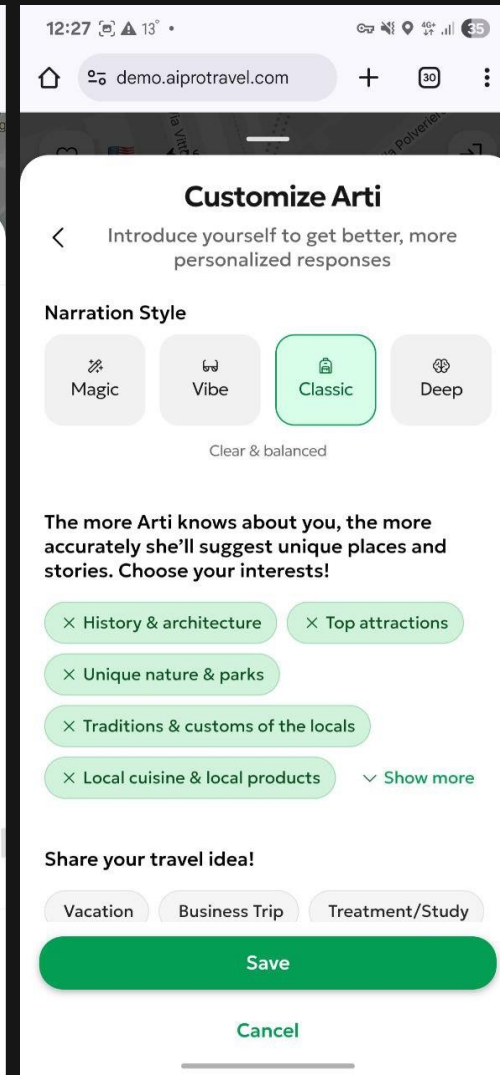 12:27 13°
4G+ 35
demo.aiprotravel.com
30
Customize Arti
Introduce yourself to get better, more
personalized responses
Narration Style
Magic Vibe Classic Deep
Clear & balanced
The more Arti knows about you, the more
accurately she’ll suggest unique places and
stories. Choose your interests!
× History & architecture × Top attractions
× Unique nature & parks
× Traditions & customs of the locals
× Local cuisine & local products Show more
Share your travel idea!
Vacation Business Trip Treatment/Study
Save
Cancel